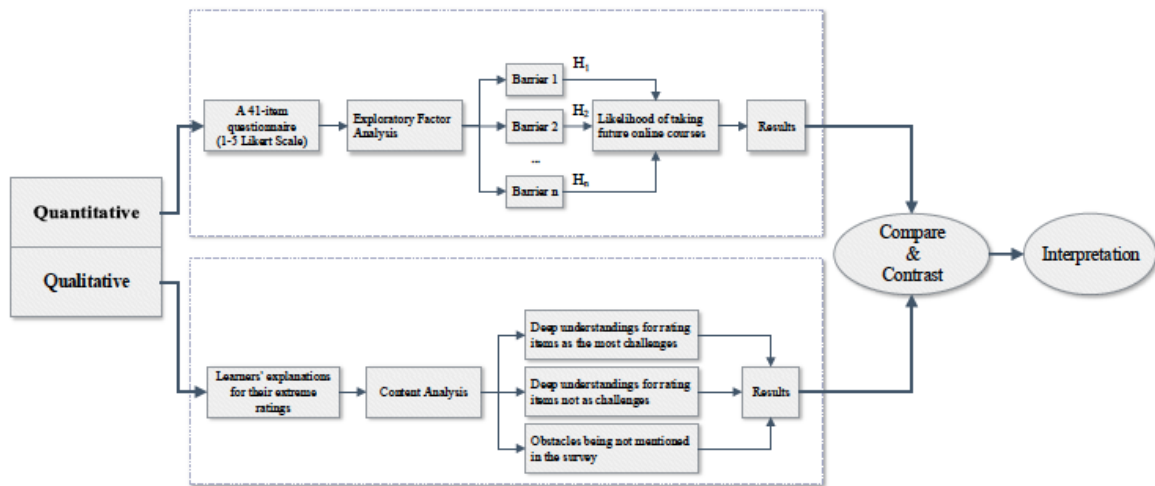 Quantitative
Qualitative
A 41-item
questionnaire
(1-5 Likert Scale)
Exploratory Factor
Analysis
Barrier 1
Barrier 2
...
Barrier n
H1
H2
Hn
Likelihood of taking
future online courses
Results
Learners' explanations
for their extreme
ratings
Content Analysis
Deep understandings for rating
items as the most challenges
Deep understandings for rating
items not as challenges
Obstacles being not mentioned
in the survey
Results
Compare
&
Contrast
Interpretation